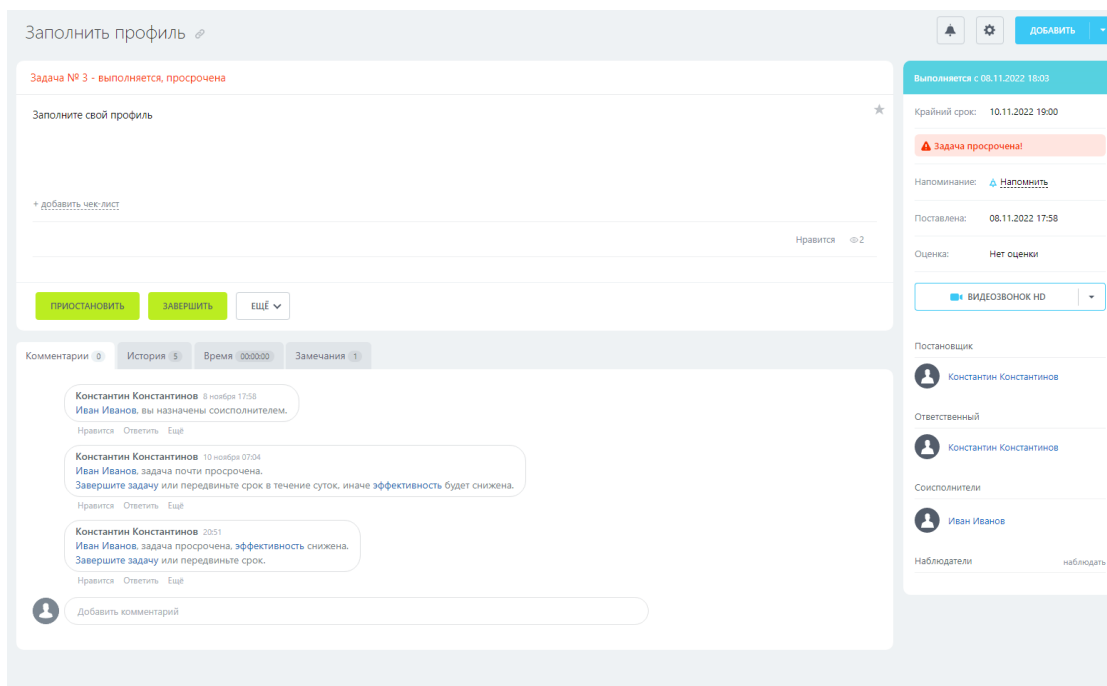 Заполнить профиль
ДОБАВИТЬ
Задача № 3 - выполняется, просрочена
Заполните свой профиль
+ добавить чек-лист
Нравится 2
ПРИОСТАНОВИТЬ
ЗАВЕРШИТЬ
ЕЩЁ
Комментарии 0
История 5
Время 00:00:00
Замечания 1
Константин Константинов 8 ноября 17:58
Иван Иванов, вы назначены соисполнителем.
Нравится Ответить Ещё
Константин Константинов 10 ноября 07:04
Иван Иванов, задача почти просрочена.
Завершите задачу или передвиньте срок в течение суток, иначе эффективность будет снижена.
Нравится Ответить Ещё
Константин Константинов 20:51
Иван Иванов, задача просрочена, эффективность снижена.
Завершите задачу или передвиньте срок.
Нравится Ответить Ещё
Добавить комментарий
Выполняется с 08.11.2022 18:03
Крайний срок: 10.11.2022 19:00
Задача просрочена!
Напоминание: Напомнить
Поставлена: 08.11.2022 17:58
Оценка: Нет оценки
ВИДЕОЗВОНОК HD
Постановщик
Константин Константинов
Ответственный
Константин Константинов
Соисполнители
Иван Иванов
Наблюдатели наблюдать